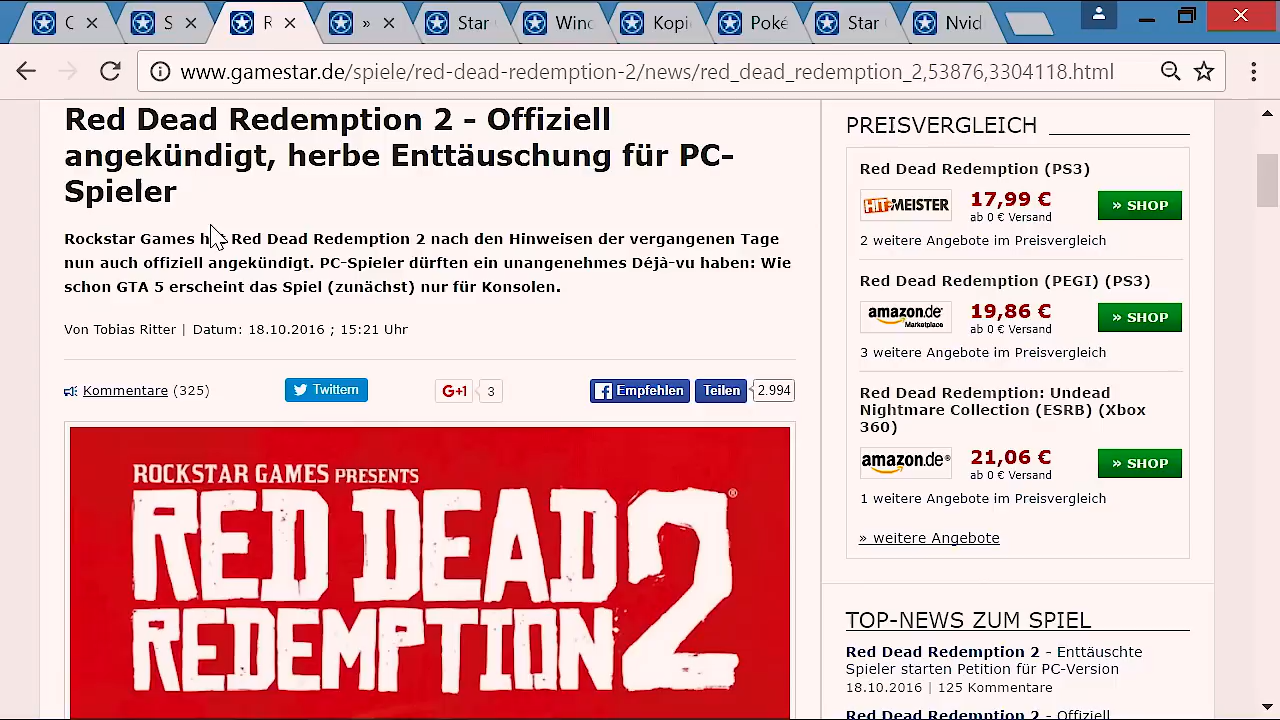 C
S
R
»
Star
Wind
Kopi
Poké
Star
Nvid
www.gamestar.de/spiele/red-dead-redemption-2/news/red_dead_redemption_2,53876,3304118.html
Red Dead Redemption 2 - Offiziell
angekündigt, herbe Enttäuschung für PC-
Spieler
Rockstar Games Red Dead Redemption 2 nach den Hinweisen der vergangenen Tage
nun auch offiziell angekündigt. PC-Spieler dürften ein unangenehmes Déjà-vu haben: Wie
schon GTA 5 erscheint das Spiel (zunächst) nur für Konsolen.
Von Tobias Ritter | Datum: 18.10.2016 ; 15:21 Uhr
Kommentare (325)
Twittern
G+1 3
Empfehlen Teilen 2.994
ROCKSTAR GAMES PRESENTS
RED DEAD
REDEMPTION 2®
PREISVERGLEICH
Red Dead Redemption (PS3)
HITMEISTER 17,99 € » SHOP
ab 0 € Versand
2 weitere Angebote im Preisvergleich
Red Dead Redemption (PEGI) (PS3)
amazon.de Marketplace 19,86 € » SHOP
ab 0 € Versand
3 weitere Angebote im Preisvergleich
Red Dead Redemption: Undead
Nightmare Collection (ESRB) (Xbox
360)
amazon.de® 21,06 € » SHOP
ab 0 € Versand
1 weitere Angebote im Preisvergleich
» weitere Angebote
TOP-NEWS ZUM SPIEL
Red Dead Redemption 2 - Enttäuschte
Spieler starten Petition für PC-Version
18.10.2016 | 125 Kommentare
Red Dead Redemption 2 - Offiziell